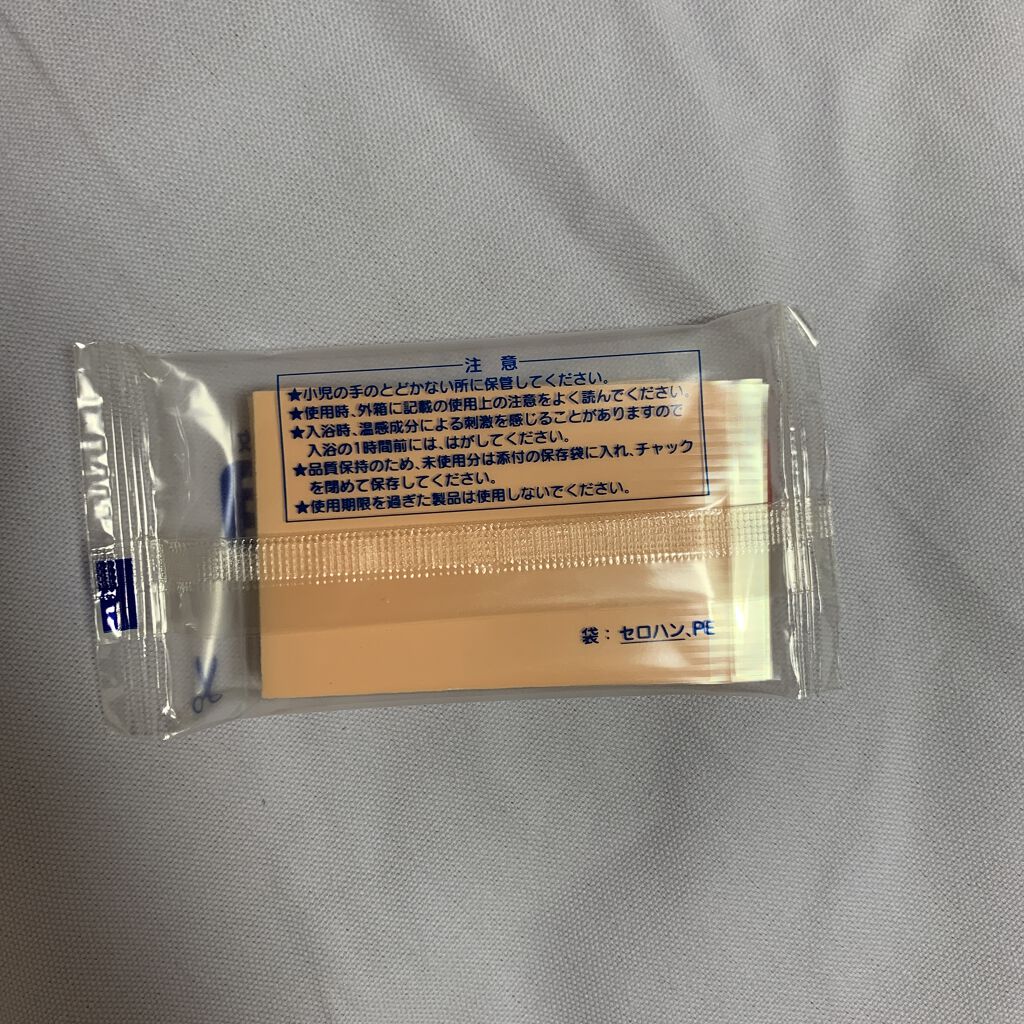 注 意
★小児の手のとどかない所に保管してください。
★使用時、外箱に記載の使用上の注意をよく読んでください。
★入浴時、温感成分による刺激を感じることがありますので
入浴の1時間前には、はがしてください。
★品質保持のため、未使用分は添付の保存袋に入れ、チャック
を閉めて保存してください。
★使用期限を過ぎた製品は使用しないでください。
袋：セロハン、PE